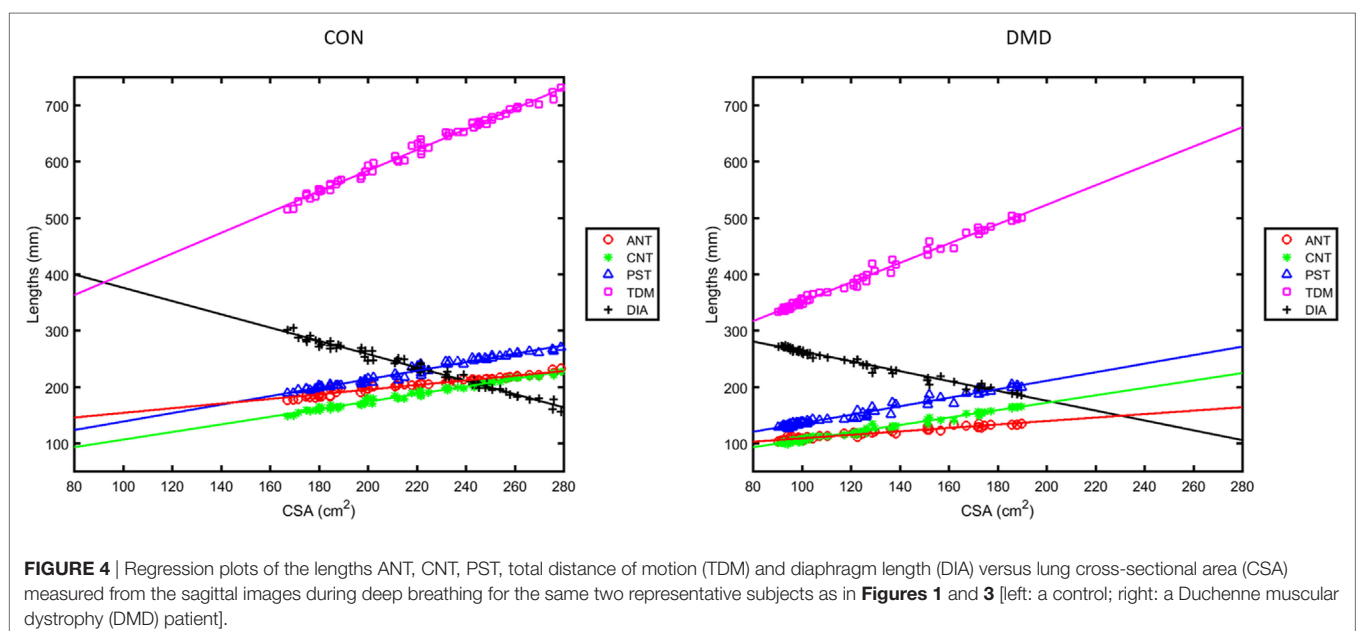 CON
DMD
700
600
500
400
300
200
100
Lengths (mm)
80 100 120 140 160 180 200 220 240 260 280
CSA (cm²)
ANT
CNT
PST
TDM
DIA
700
600
500
400
300
200
100
Lengths (mm)
80 100 120 140 160 180 200 220 240 260 280
CSA (cm²)
ANT
CNT
PST
TDM
DIA
FIGURE 4 | Regression plots of the lengths ANT, CNT, PST, total distance of motion (TDM) and diaphragm length (DIA) versus lung cross-sectional area (CSA)
measured from the sagittal images during deep breathing for the same two representative subjects as in Figures 1 and 3 [left: a control; right: a Duchenne muscular
dystrophy (DMD) patient].